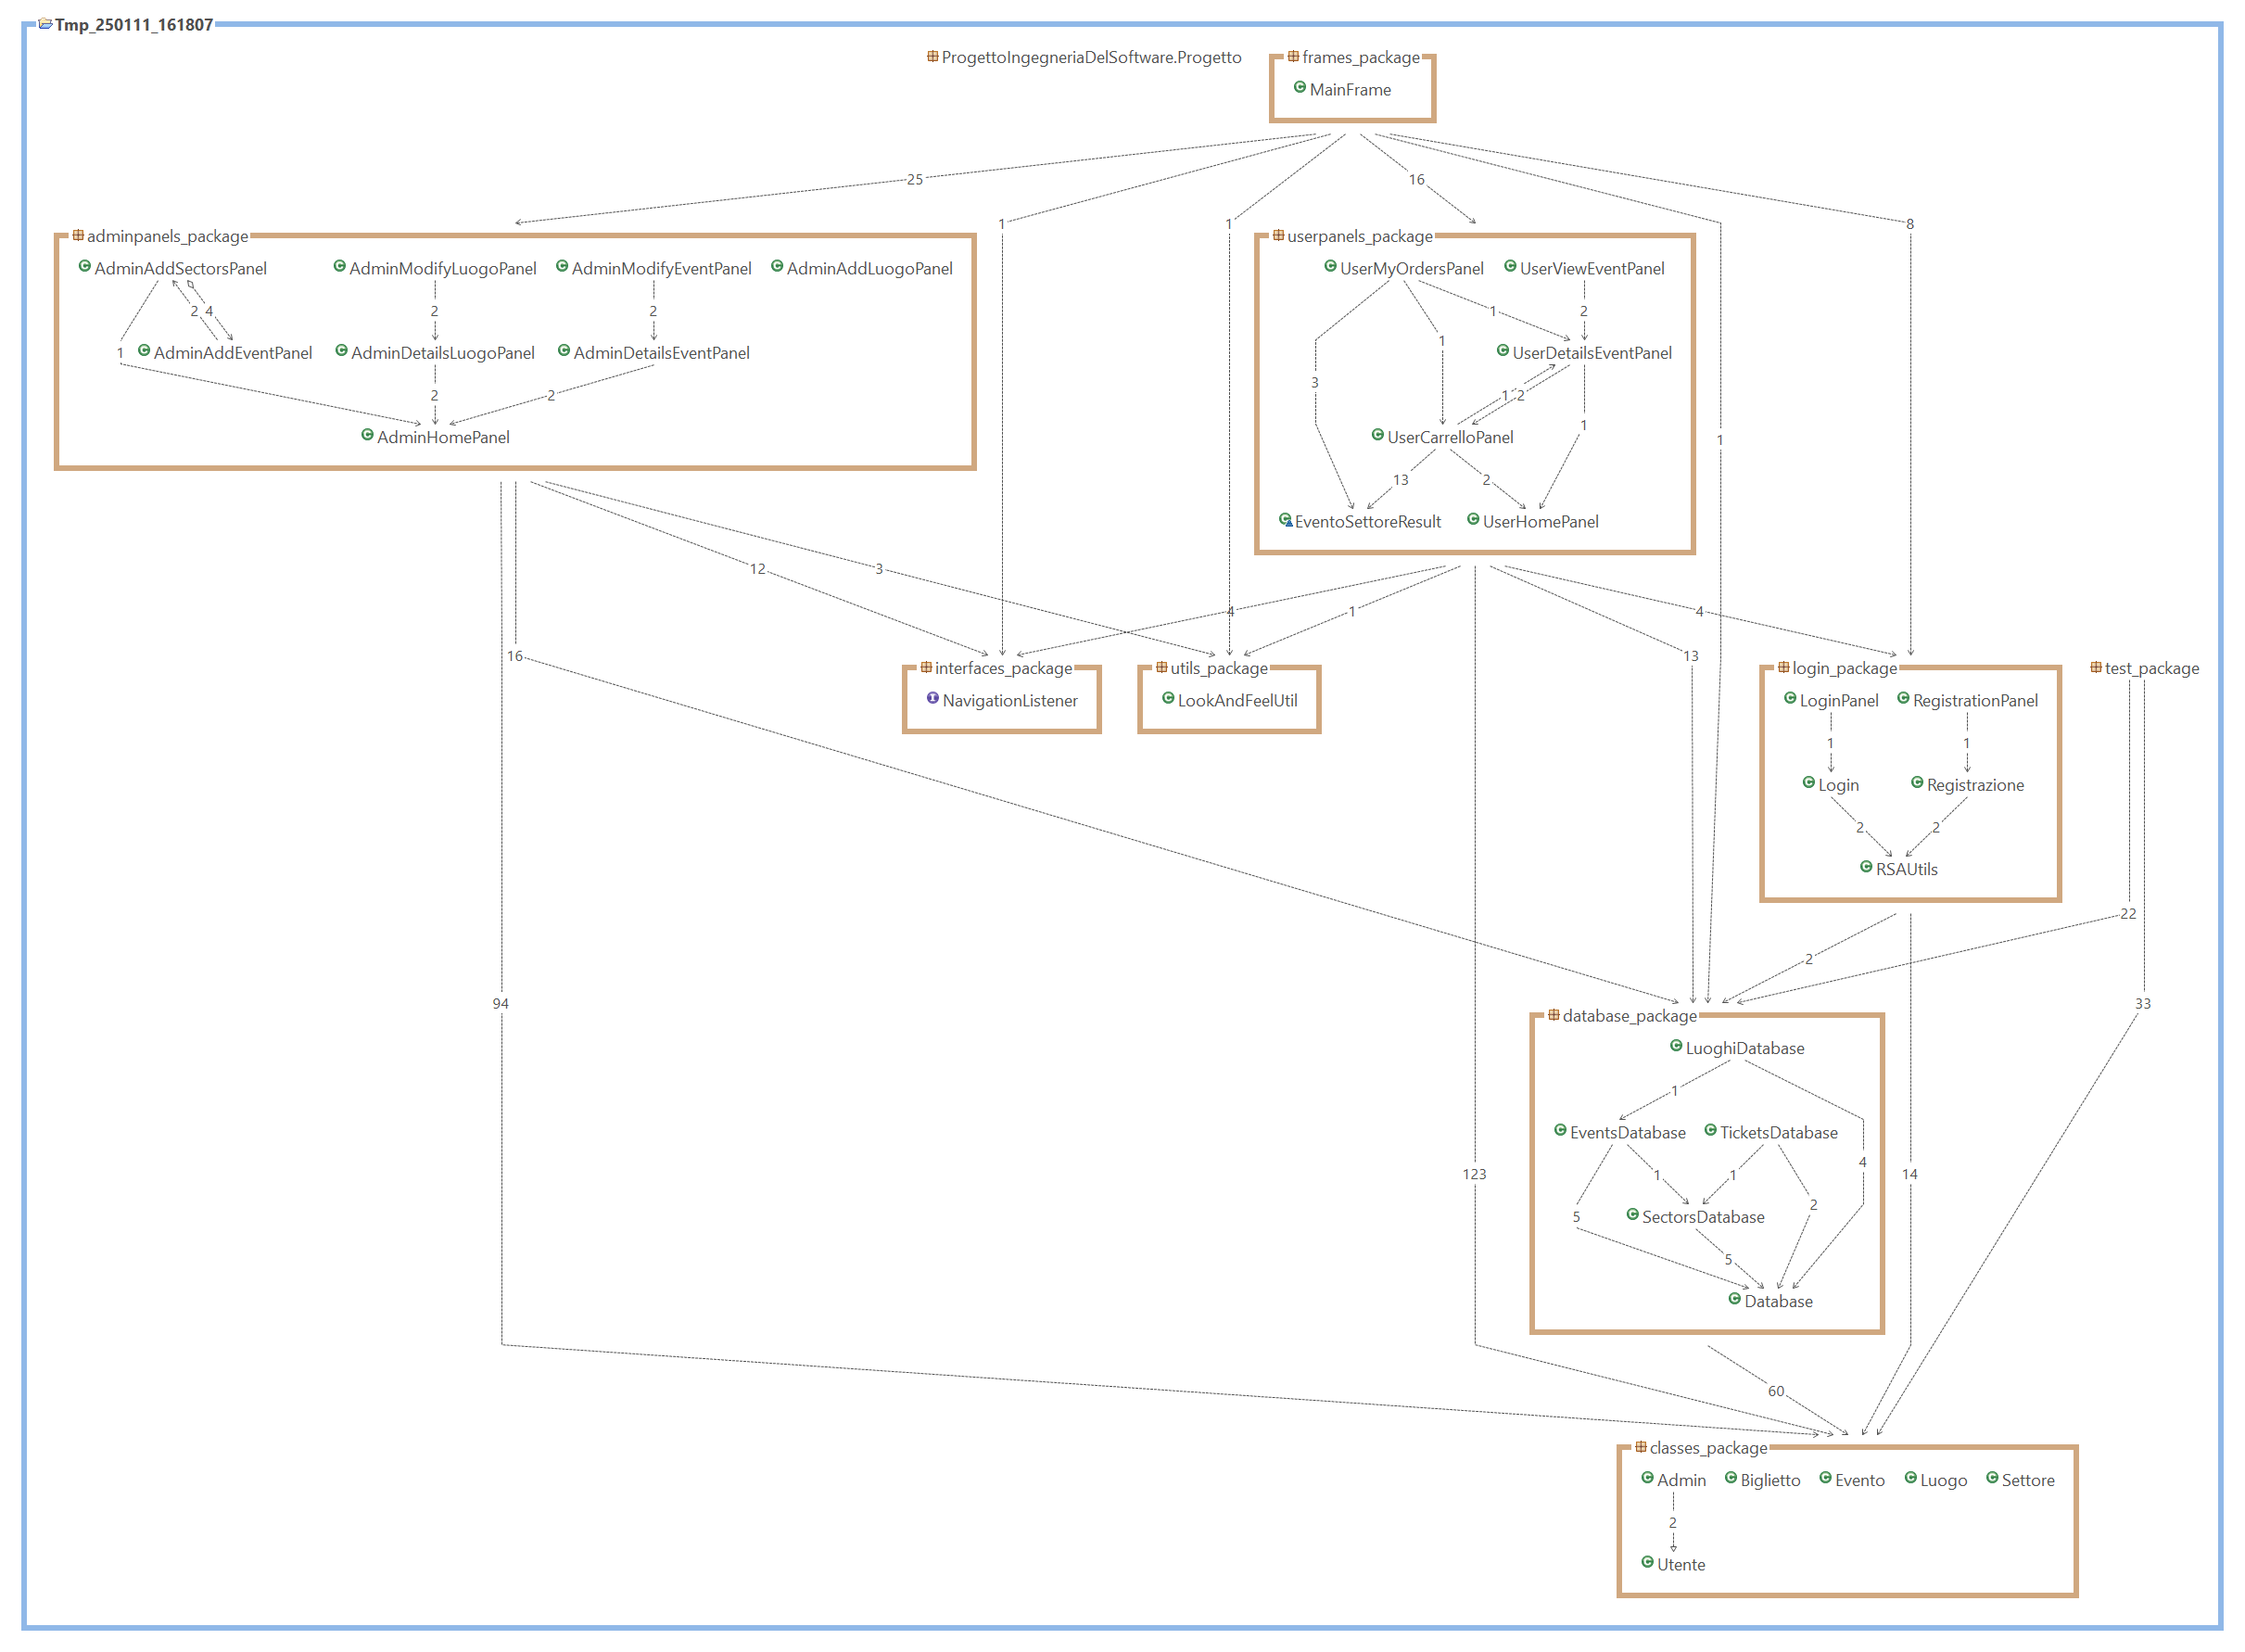 Tmp_250111_161807
ProgettoIngegneriaDelSoftware.Progetto
frames_package
MainFrame
25
16
1
1
8
adminpanels_package
userpanels_package
AdminAddSectorsPanel
AdminModifyLuogoPanel
AdminModifyEventPanel
AdminAddLuogoPanel
UserMyOrdersPanel
UserViewEventPanel
2
4
2
2
1
2
1
1
AdminAddEventPanel
AdminDetailsLuogoPanel
AdminDetailsEventPanel
UserDetailsEventPanel
3
2
2
1
2
1
1
AdminHomePanel
UserCarrelloPanel
13
2
EventoSettoreResult
UserHomePanel
12
3
4
1
4
16
13
interfaces_package
utils_package
login_package
test_package
NavigationListener
LookAndFeelUtil
LoginPanel
RegistrationPanel
1
1
Login
Registrazione
2
2
RSAUtils
22
2
94
33
database_package
LuoghiDatabase
1
EventsDatabase
TicketsDatabase
4
123
1
1
14
2
5
SectorsDatabase
5
Database
60
classes_package
Admin
Biglietto
Evento
Luogo
Settore
2
Utente